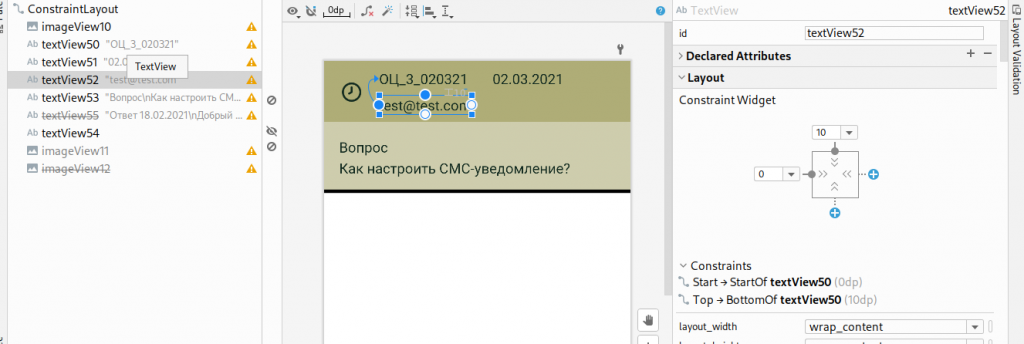 ConstraintLayout
imageView10
Ab textView50 "ОЦ_3_020321"
Ab textView51 "02.0
TextView
Ab textView52 "test@test.com"
Ab textView53 "Вопрос\nКак настроить СМ...
Ab textView55 "Ответ 18.02.2021\nДобрый
Ab textView54
imageView11
imageView12
0dp
ОЦ_3_020321 02.03.2021
test@test.com
Вопрос
Как настроить СМС-уведомление?
Ab TextView textView52
id textView52
Declared Attributes
Layout
Constraint Widget
10
0
Constraints
Start → StartOf textView50 (0dp)
Top → BottomOf textView50 (10dp)
layout_width wrap_content
Layout Validation